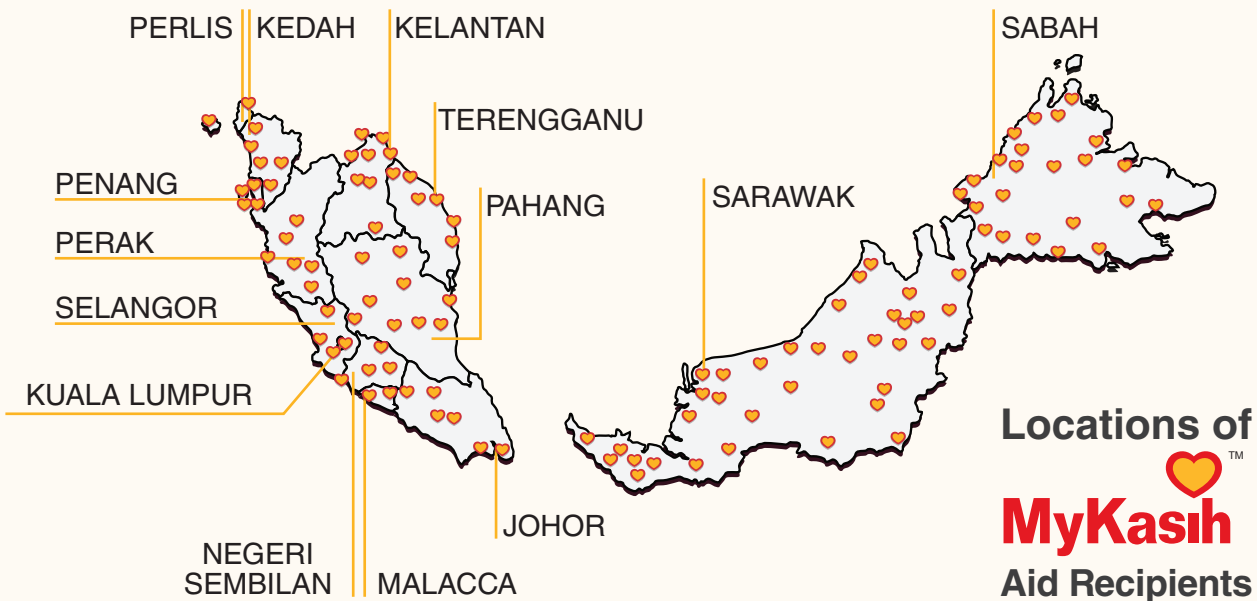 PERLIS
KEDAH
KELANTAN
SABAH
TERENGGANU
PENANG
PAHANG
SARAWAK
PERAK
SELANGOR
KUALA LUMPUR
JOHOR
NEGERI
SEMBILAN
MALACCA
Locations of
MyKasih™
Aid Recipients